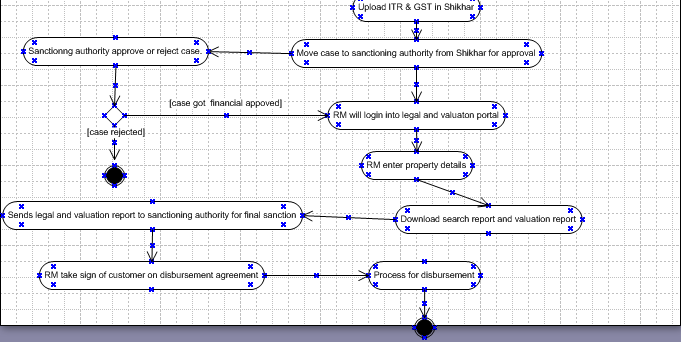 Upload ITR & GST in Shikhar
Sanctionng authority approve or reject case.
Move case to sanctioning authority from Shikhar for approval
[case got  financial appoved]
RM will login into legal and valuaton portal
[case rejected]
RM enter property details
Sends legal and valuation report to sanctioning authority for final sanction
Download search report and valuation report
RM take sign of customer on disbursement agreement
Process for disbursement